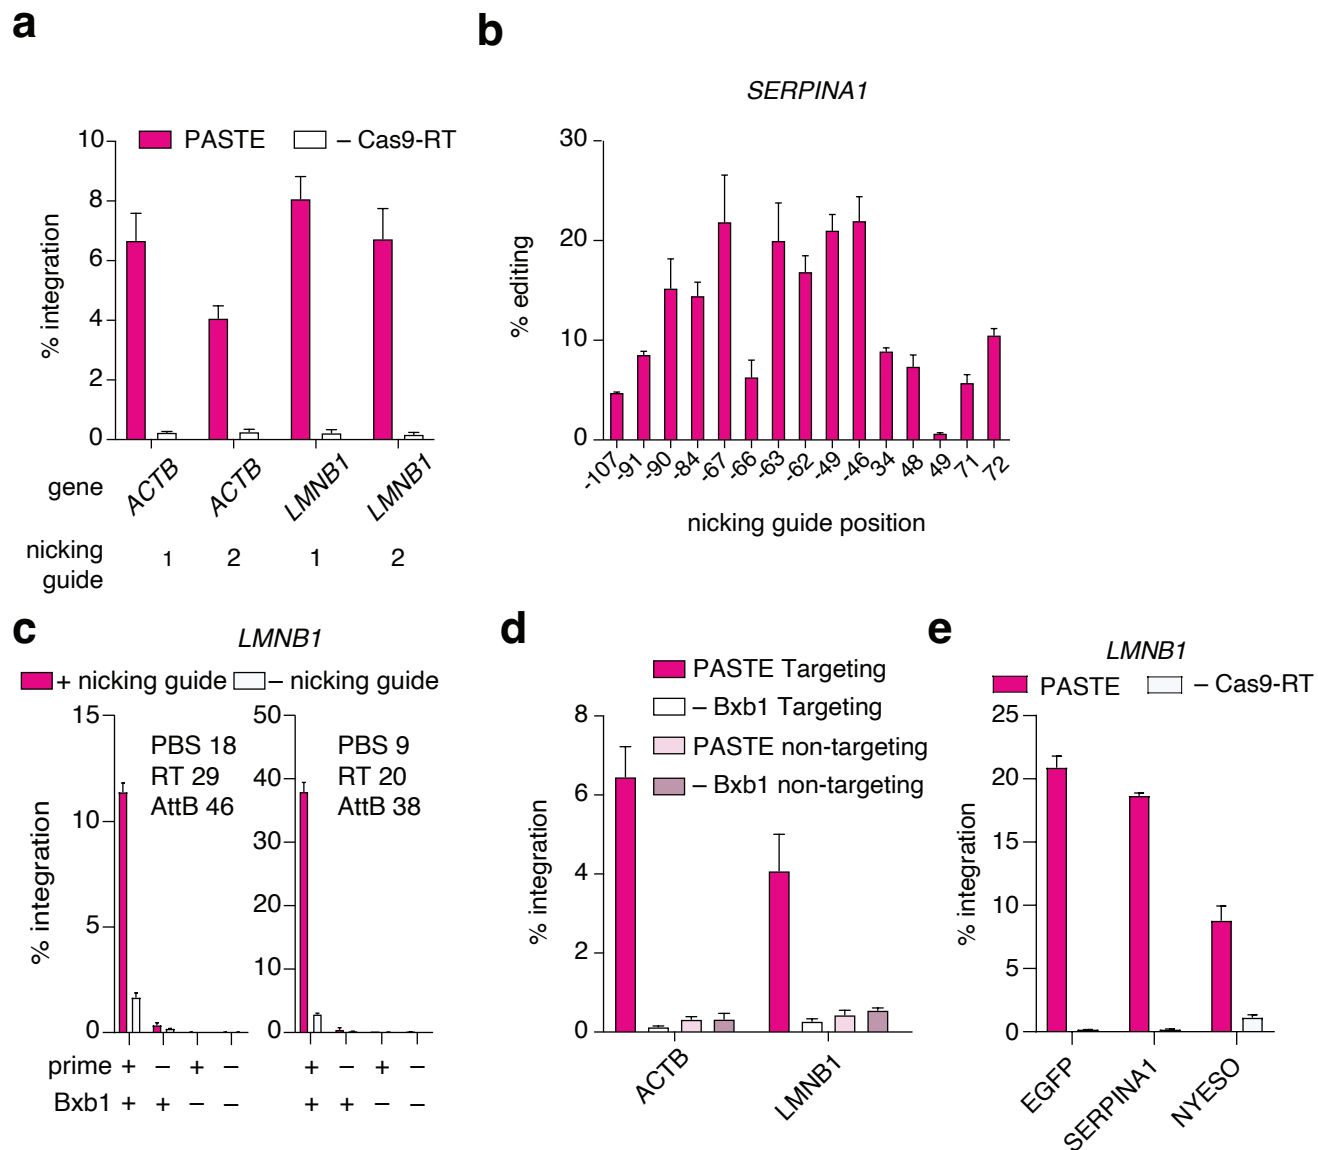 a
PASTE
– Cas9-RT
% integration
10
8
6
4
2
0
gene
ACTB
ACTB
LMNB1
LMNB1
nicking guide
1
2
1
2
b
SERPINA1
% editing
30
20
10
0
-107
-91
-90
-84
-67
-66
-63
-62
-49
-46
34
48
49
71
72
nicking guide position
c
LMNB1
+ nicking guide
– nicking guide
% integration
15
10
5
0
PBS 18
RT 29
AttB 46
50
40
30
20
10
0
PBS 9
RT 20
AttB 38
prime + – + – + – + –
Bxb1 + + – – + + – –
d
PASTE Targeting
– Bxb1 Targeting
PASTE non-targeting
– Bxb1 non-targeting
% integration
8
6
4
2
0
ACTB
LMNB1
e
LMNB1
PASTE
– Cas9-RT
% integration
25
20
15
10
5
0
EGFP
SERPINA1
NYESO